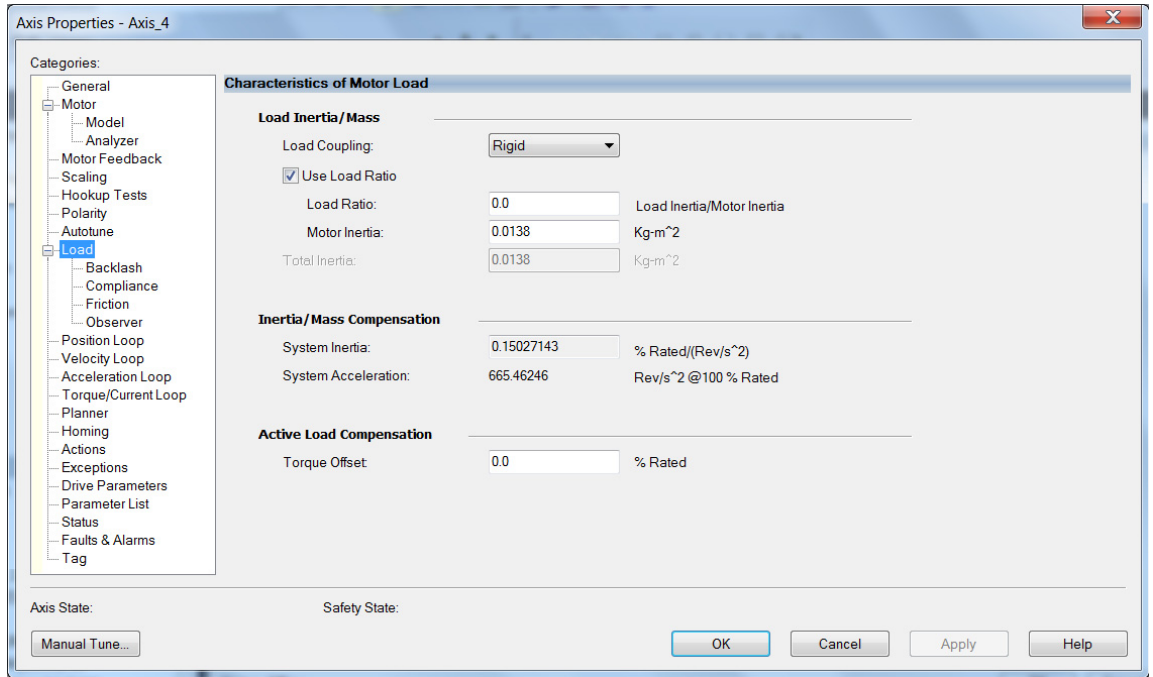 Axis Properties - Axis_4
Categories:
General
Motor
Model
Analyzer
Motor Feedback
Scaling
Hookup Tests
Polarity
Autotune
Load
Backlash
Compliance
Friction
Observer
Position Loop
Velocity Loop
Acceleration Loop
Torque/Current Loop
Planner
Homing
Actions
Exceptions
Drive Parameters
Parameter List
Status
Faults & Alarms
Tag
Characteristics of Motor Load
Load Inertia/Mass
Load Coupling: Rigid
Use Load Ratio
Load Ratio: 0.0 Load Inertia/Motor Inertia
Motor Inertia: 0.0138 Kg-m^2
Total Inertia: 0.0138 Kg-m^2
Inertia/Mass Compensation
System Inertia: 0.15027143 % Rated/(Rev/s^2)
System Acceleration: 665.46246 Rev/s^2 @100 % Rated
Active Load Compensation
Torque Offset: 0.0 % Rated
Axis State: Safety State:
Manual Tune... OK Cancel Apply Help